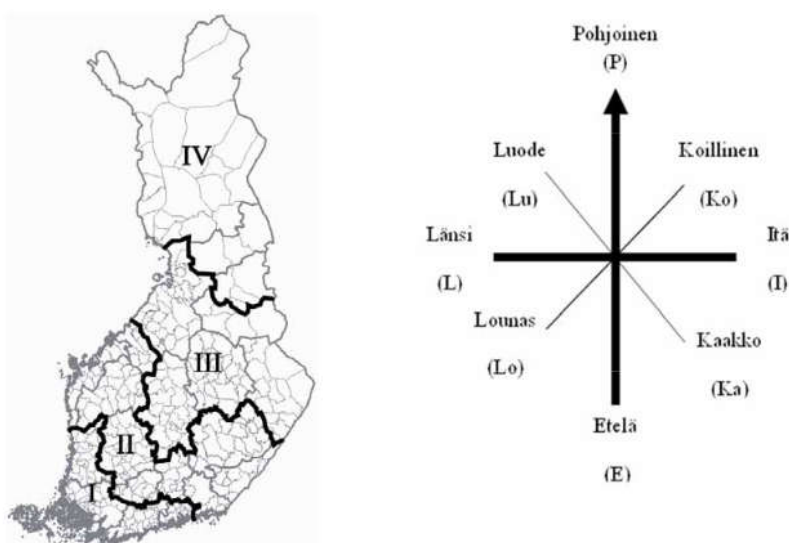 IV
III
II
I
Pohjoinen
(P)
Luode
(Lu)
Koillinen
(Ko)
Länsi
(L)
Itä
(I)
Lounas
(Lo)
Kaakko
(Ka)
Etelä
(E)